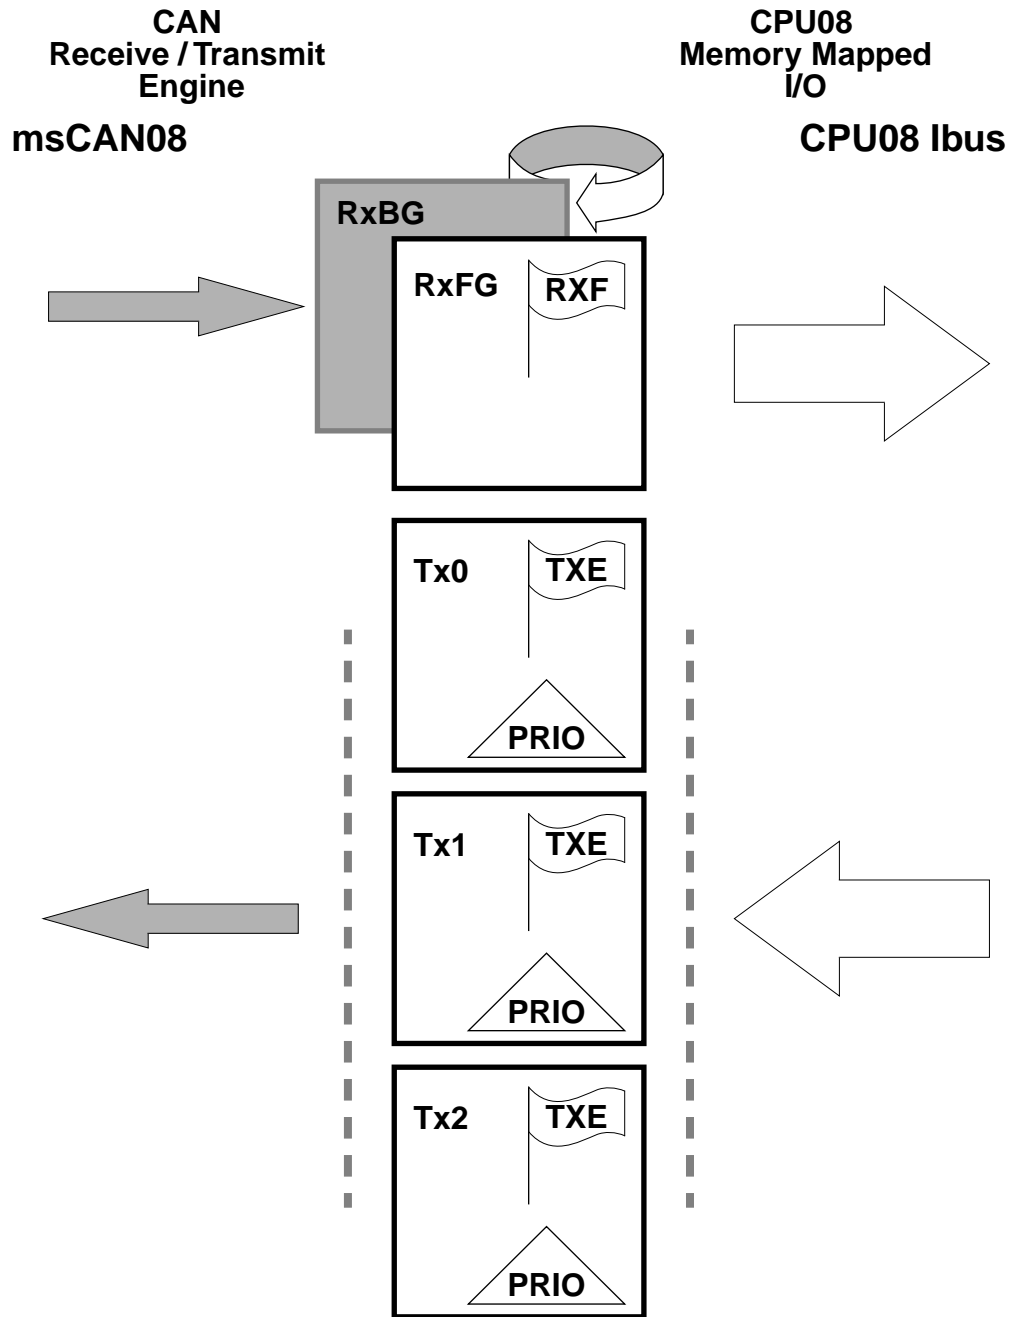 CAN
Receive / Transmit
Engine
CPU08
Memory Mapped
I/O
msCAN08
CPU08 Ibus
RxBG
RxFG
RXF
Tx0
TXE
PRIO
Tx1
TXE
PRIO
Tx2
TXE
PRIO